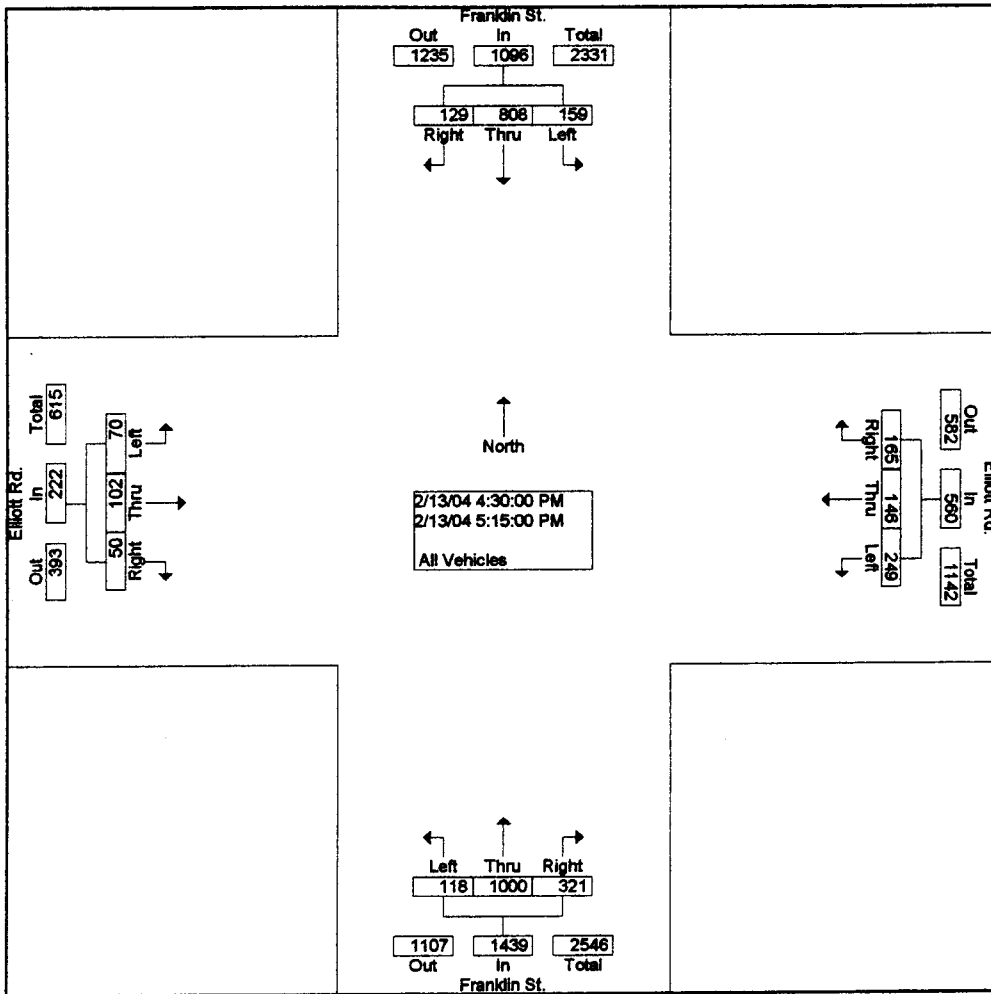 Franklin St.
Out In Total
1235 1096 2331
129 808 159
Right Thru Left
Elliott Rd.
Total In Out
615 222 393
70 102 50
Left Thru Right
North
2/13/04 4:30:00 PM
2/13/04 5:15:00 PM
All Vehicles
Right Thru Left
165 146 249
582 560 1142
Out In Total
Elliott Rd.
Left Thru Right
118 1000 321
1107 1439 2546
Out In Total
Franklin St.